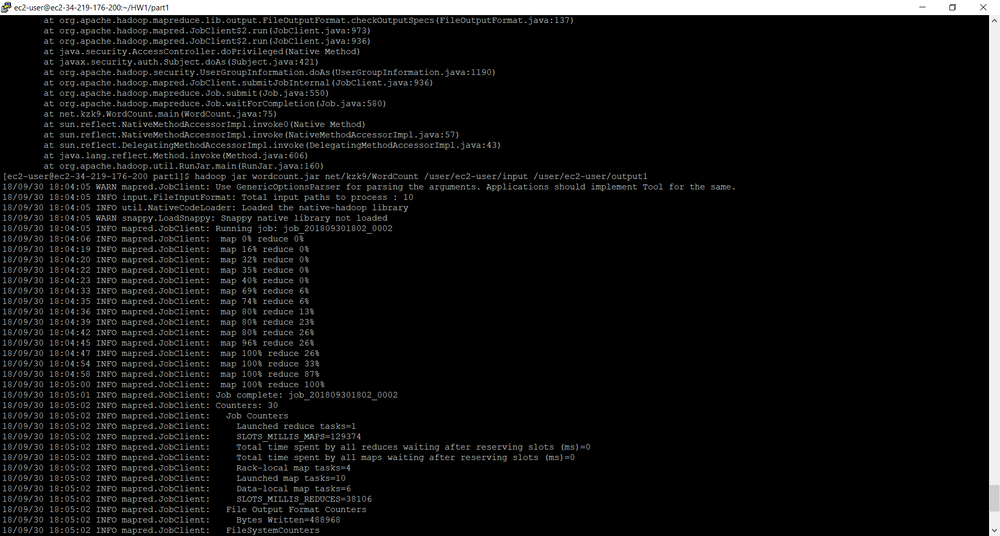 ec2-user@ec2-34-219-176-200:~/HW1/part1
at org.apache.hadoop.mapreduce.lib.output.FileOutputFormat.checkOutputSpecs(FileOutputFormat.java:137)
at org.apache.hadoop.mapred.JobClient$2.run(JobClient.java:973)
at org.apache.hadoop.mapred.JobClient$2.run(JobClient.java:936)
at java.security.AccessController.doPrivileged(Native Method)
at javax.security.auth.Subject.doAs(Subject.java:421)
at org.apache.hadoop.security.UserGroupInformation.doAs(UserGroupInformation.java:1190)
at org.apache.hadoop.mapred.JobClient.submitJobInternal(JobClient.java:936)
at org.apache.hadoop.mapreduce.Job.submit(Job.java:550)
at org.apache.hadoop.mapreduce.Job.waitForCompletion(Job.java:580)
at net.kzk9.WordCount.main(WordCount.java:75)
at sun.reflect.NativeMethodAccessorImpl.invoke0(Native Method)
at sun.reflect.NativeMethodAccessorImpl.invoke(NativeMethodAccessorImpl.java:57)
at sun.reflect.DelegatingMethodAccessorImpl.invoke(DelegatingMethodAccessorImpl.java:43)
at java.lang.reflect.Method.invoke(Method.java:606)
at org.apache.hadoop.util.RunJar.main(RunJar.java:160)
[ec2-user@ec2-34-219-176-200 part1]$ hadoop jar wordcount.jar net/kzk9/WordCount /user/ec2-user/input /user/ec2-user/output1
18/09/30 18:04:05 WARN mapred.JobClient: Use GenericOptionsParser for parsing the arguments. Applications should implement Tool for the same.
18/09/30 18:04:05 INFO input.FileInputFormat: Total input paths to process : 10
18/09/30 18:04:05 INFO util.NativeCodeLoader: Loaded the native-hadoop library
18/09/30 18:04:05 WARN snappy.LoadSnappy: Snappy native library not loaded
18/09/30 18:04:05 INFO mapred.JobClient: Running job: job_201809301802_0002
18/09/30 18:04:06 INFO mapred.JobClient:  map 0% reduce 0%
18/09/30 18:04:19 INFO mapred.JobClient:  map 16% reduce 0%
18/09/30 18:04:20 INFO mapred.JobClient:  map 32% reduce 0%
18/09/30 18:04:22 INFO mapred.JobClient:  map 35% reduce 0%
18/09/30 18:04:23 INFO mapred.JobClient:  map 40% reduce 0%
18/09/30 18:04:33 INFO mapred.JobClient:  map 69% reduce 6%
18/09/30 18:04:35 INFO mapred.JobClient:  map 74% reduce 6%
18/09/30 18:04:36 INFO mapred.JobClient:  map 80% reduce 13%
18/09/30 18:04:39 INFO mapred.JobClient:  map 80% reduce 23%
18/09/30 18:04:42 INFO mapred.JobClient:  map 80% reduce 26%
18/09/30 18:04:45 INFO mapred.JobClient:  map 96% reduce 26%
18/09/30 18:04:47 INFO mapred.JobClient:  map 100% reduce 26%
18/09/30 18:04:54 INFO mapred.JobClient:  map 100% reduce 33%
18/09/30 18:04:58 INFO mapred.JobClient:  map 100% reduce 87%
18/09/30 18:05:00 INFO mapred.JobClient:  map 100% reduce 100%
18/09/30 18:05:01 INFO mapred.JobClient: Job complete: job_201809301802_0002
18/09/30 18:05:02 INFO mapred.JobClient: Counters: 30
18/09/30 18:05:02 INFO mapred.JobClient:   Job Counters
18/09/30 18:05:02 INFO mapred.JobClient:     Launched reduce tasks=1
18/09/30 18:05:02 INFO mapred.JobClient:     SLOTS_MILLIS_MAPS=129374
18/09/30 18:05:02 INFO mapred.JobClient:     Total time spent by all reduces waiting after reserving slots (ms)=0
18/09/30 18:05:02 INFO mapred.JobClient:     Total time spent by all maps waiting after reserving slots (ms)=0
18/09/30 18:05:02 INFO mapred.JobClient:     Rack-local map tasks=4
18/09/30 18:05:02 INFO mapred.JobClient:     Launched map tasks=10
18/09/30 18:05:02 INFO mapred.JobClient:     Data-local map tasks=6
18/09/30 18:05:02 INFO mapred.JobClient:     SLOTS_MILLIS_REDUCES=38106
18/09/30 18:05:02 INFO mapred.JobClient:   File Output Format Counters
18/09/30 18:05:02 INFO mapred.JobClient:     Bytes Written=488968
18/09/30 18:05:02 INFO mapred.JobClient:   FileSystemCounters